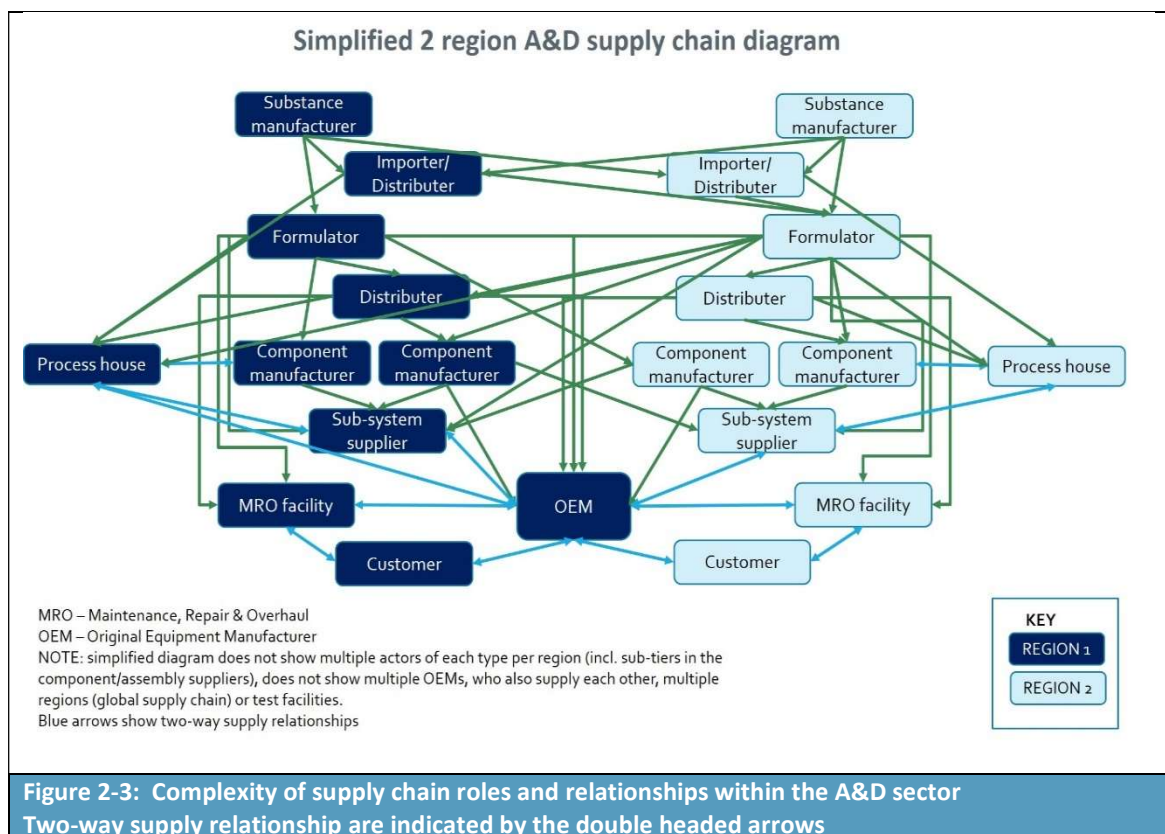 Simplified 2 region A&D supply chain diagram
Substance
manufacturer
Substance
manufacturer
Importer/
Distributer
Importer/
Distributer
Formulator
Formulator
Distributer
Distributer
Process house
Component
manufacturer
Component
manufacturer
Component
manufacturer
Component
manufacturer
Process house
Sub-system
supplier
Sub-system
supplier
MRO facility
OEM
MRO facility
Customer
Customer
MRO – Maintenance, Repair & Overhaul
OEM – Original Equipment Manufacturer
NOTE: simplified diagram does not show multiple actors of each type per region (incl. sub-tiers in the
component/assembly suppliers), does not show multiple OEMs, who also supply each other, multiple
regions (global supply chain) or test facilities.
Blue arrows show two-way supply relationships
KEY
REGION 1
REGION 2
Figure 2-3: Complexity of supply chain roles and relationships within the A&D sector
Two-way supply relationship are indicated by the double headed arrows